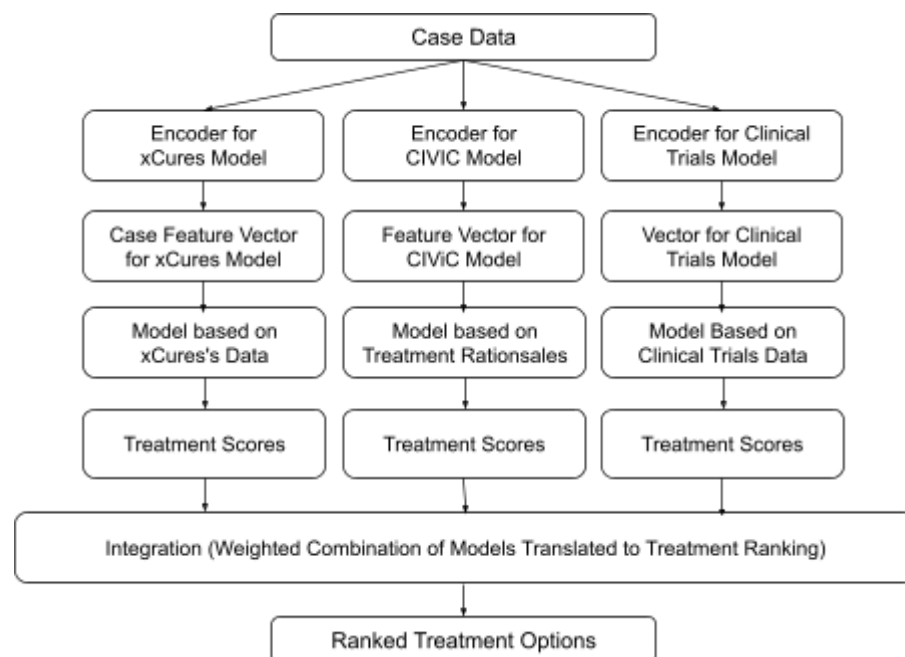 Case Data
Encoder for
xCures Model
Encoder for
CIVIC Model
Encoder for Clinical
Trials Model
Case Feature Vector
for xCures Model
Feature Vector for
CIViC Model
Vector for Clinical
Trials Model
Model based on
xCures's Data
Model based on
Treatment Rationsales
Model Based on
Clinical Trials Data
Treatment Scores
Treatment Scores
Treatment Scores
Integration (Weighted Combination of Models Translated to Treatment Ranking)
Ranked Treatment Options